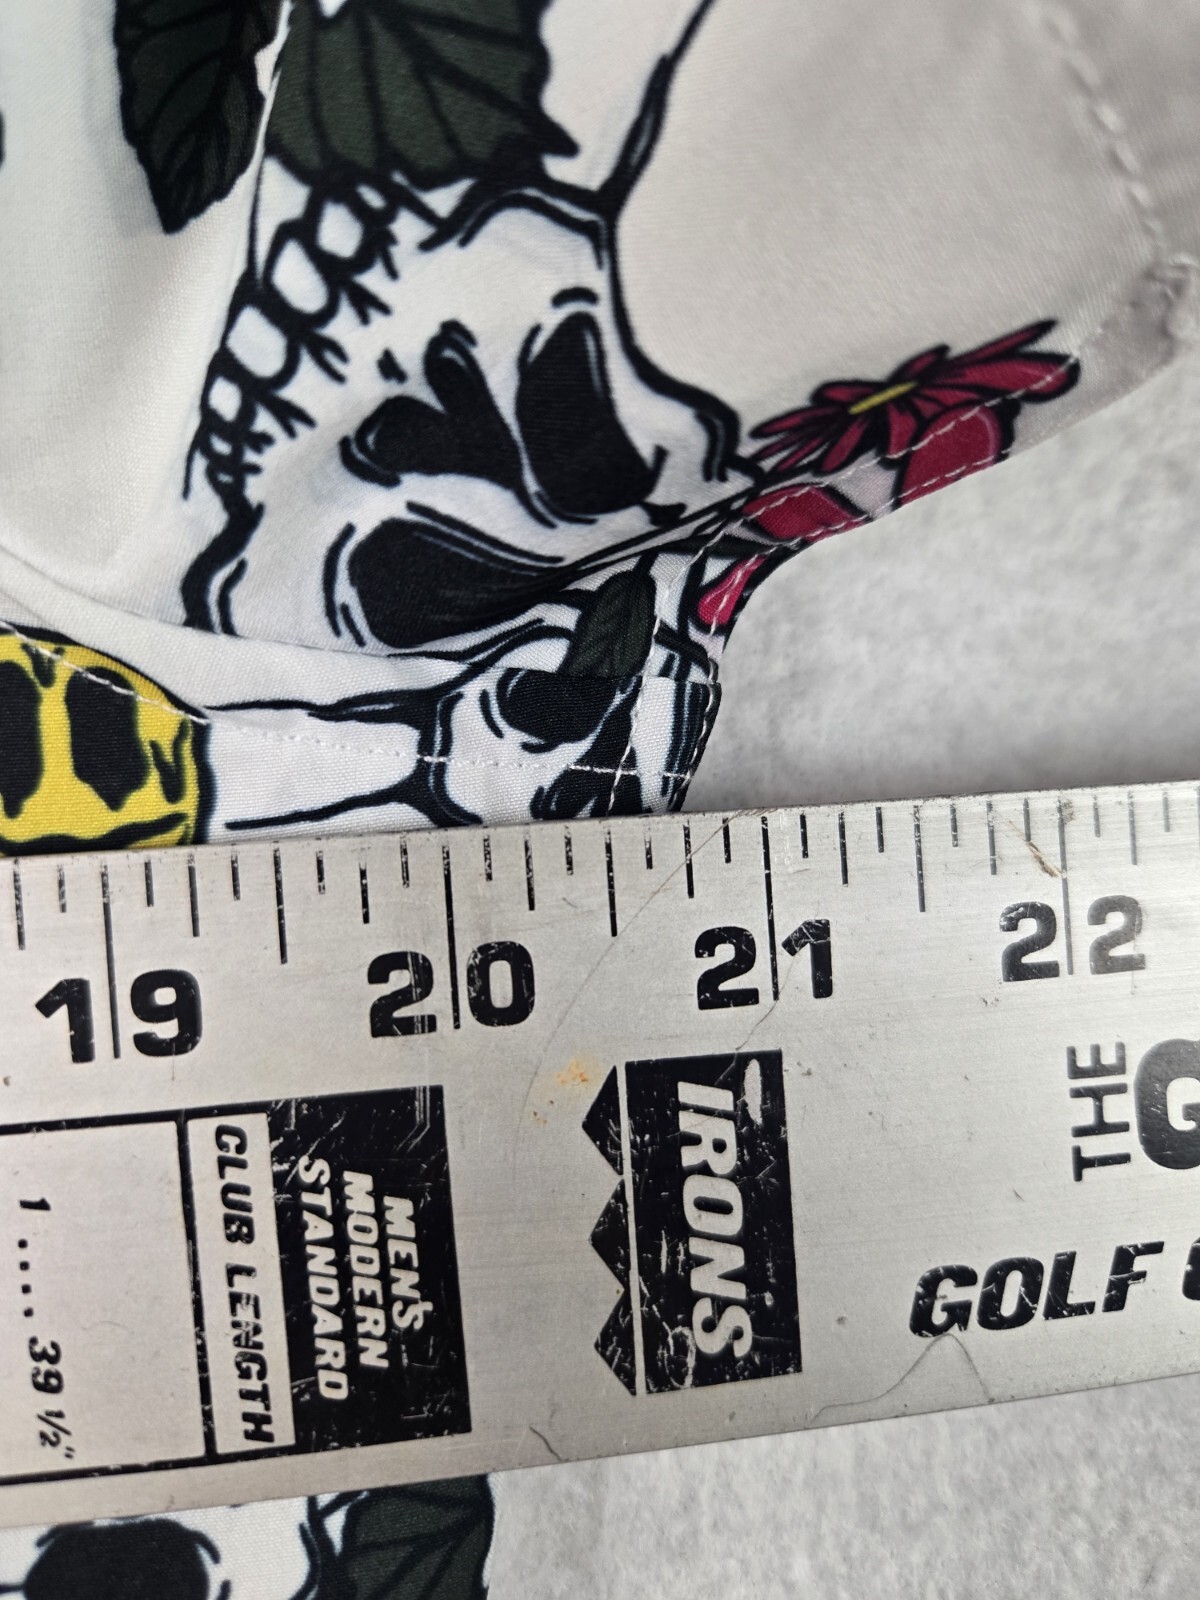 19 20 21 22
1 .... 39 ½"
CLUB LENGTH
MEN'S
MODERN
STANDARD
IRONS
THE
GOLF